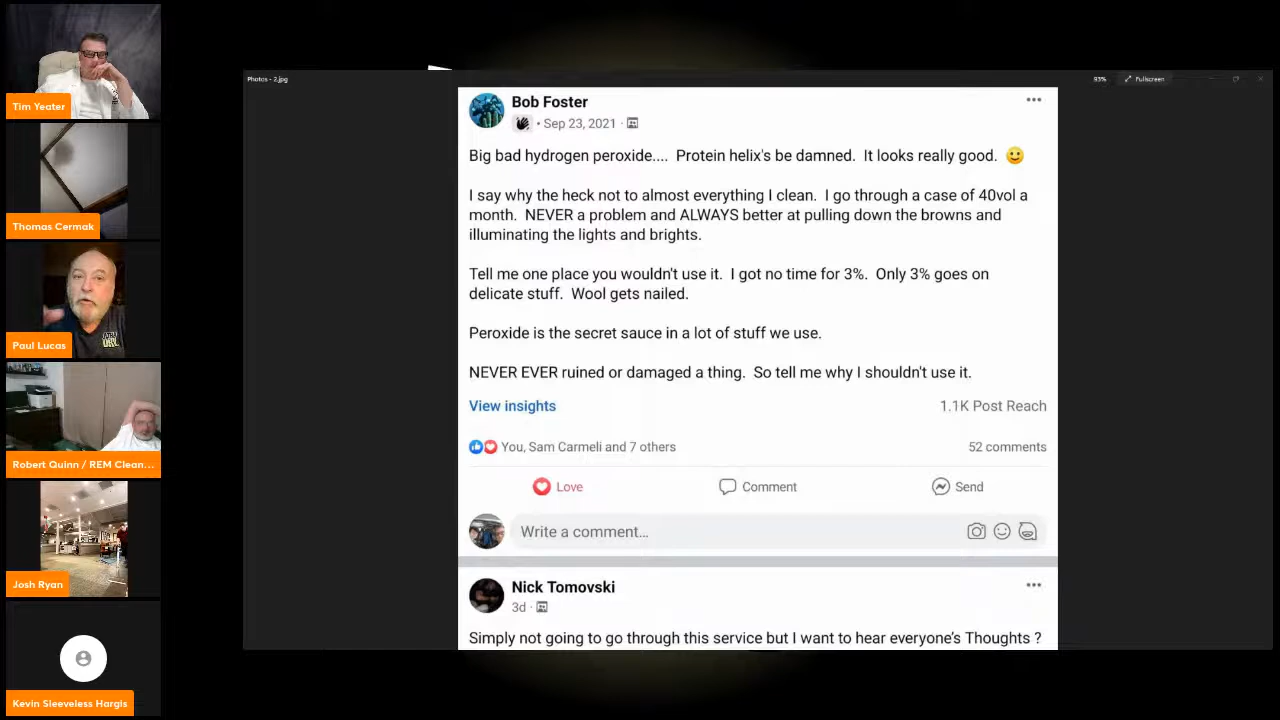 Tim Yeater
Thomas Cermak
Paul Lucas
Robert Quinn / REM Clean...
Josh Ryan
Kevin Sleeveless Hargis
Photos - 2.jpg
93%
Fullscreen
Bob Foster
• Sep 23, 2021 ·
Big bad hydrogen peroxide.... Protein helix's be damned. It looks really good. 🙂
I say why the heck not to almost everything I clean. I go through a case of 40vol a
month. NEVER a problem and ALWAYS better at pulling down the browns and
illuminating the lights and brights.
Tell me one place you wouldn't use it. I got no time for 3%. Only 3% goes on
delicate stuff. Wool gets nailed.
Peroxide is the secret sauce in a lot of stuff we use.
NEVER EVER ruined or damaged a thing. So tell me why I shouldn't use it.
View insights
1.1K Post Reach
You, Sam Carmeli and 7 others
52 comments
Love
Comment
Send
Write a comment...
Nick Tomovski
3d ·
Simply not going to go through this service but I want to hear everyone's Thoughts ?